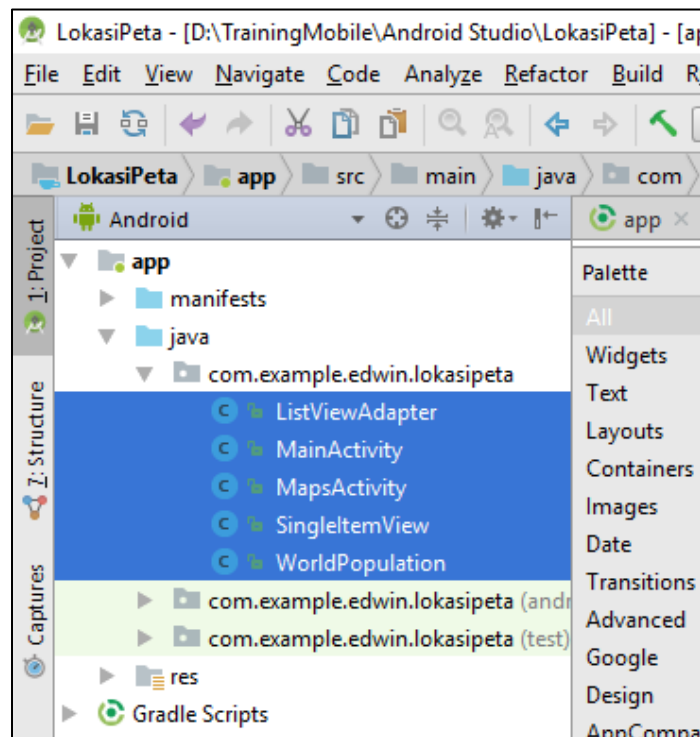 LokasiPeta - [D:\TrainingMobile\Android Studio\LokasiPeta] - [ap
File Edit View Navigate Code Analyze Refactor Build R
LokasiPeta app src main java com
Android
app
1: Project
7: Structure
Captures
app
manifests
java
com.example.edwin.lokasipeta
ListViewAdapter
MainActivity
MapsActivity
SingleItemView
WorldPopulation
com.example.edwin.lokasipeta (andr
com.example.edwin.lokasipeta (test)
res
Gradle Scripts
Palette
All
Widgets
Text
Layouts
Containers
Images
Date
Transitions
Advanced
Google
Design
AppCompa